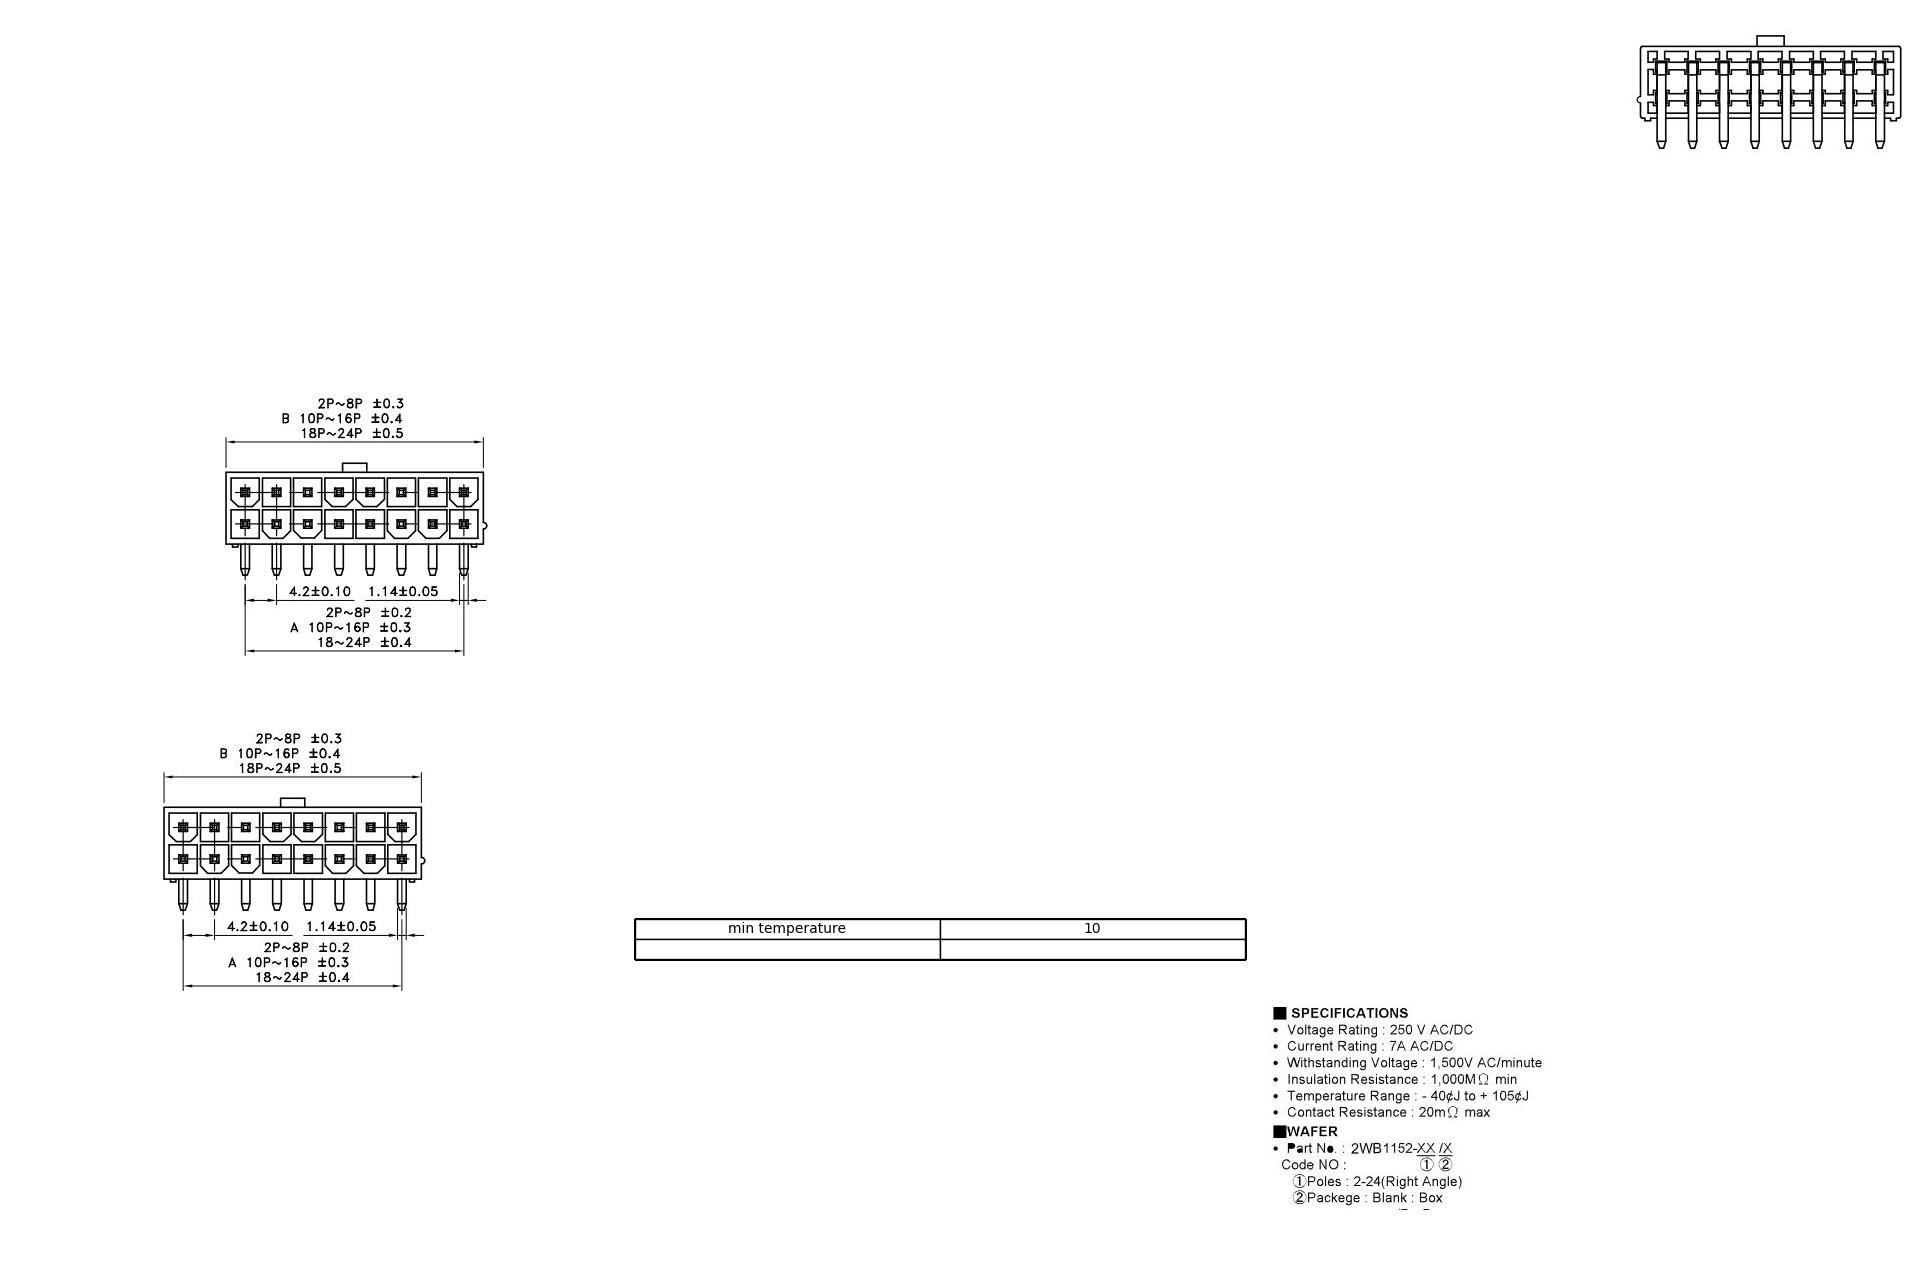 2P~8P ±0.3
B 10P~16P ±0.4
18P~24P ±0.5
4.2±0.10 1.14±0.05
2P~8P ±0.2
A 10P~16P ±0.3
18~24P ±0.4
2P~8P ±0.3
B 10P~16P ±0.4
18P~24P ±0.5
4.2±0.10 1.14±0.05
2P~8P ±0.2
A 10P~16P ±0.3
18~24P ±0.4
min temperature 10
■ SPECIFICATIONS
• Voltage Rating : 250 V AC/DC
• Current Rating : 7A AC/DC
• Withstanding Voltage : 1,500V AC/minute
• Insulation Resistance : 1,000MΩ min
• Temperature Range : - 40¢J to + 105¢J
• Contact Resistance : 20mΩ max
■WAFER
• Part No. : 2WB1152-XX /X
Code NO : ① ②
①Poles : 2-24(Right Angle)
②Packege : Blank : Box